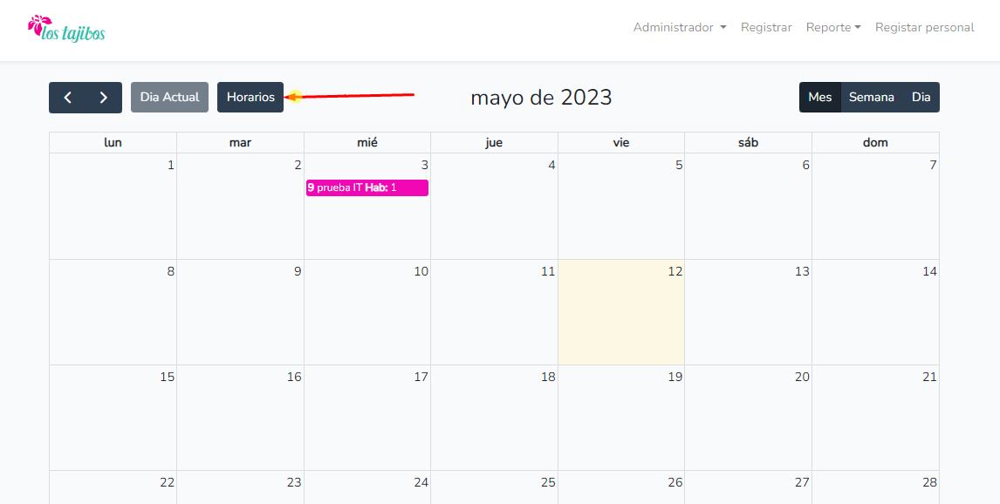 los tajibos
Administrador Registrar Reporte Registar personal
Dia Actual Horarios mayo de 2023 Mes Semana Dia
lun mar mié jue vie sáb dom
1 2 3 4 5 6 7
9 prueba IT Hab: 1
8 9 10 11 12 13 14
15 16 17 18 19 20 21
22 23 24 25 26 27 28